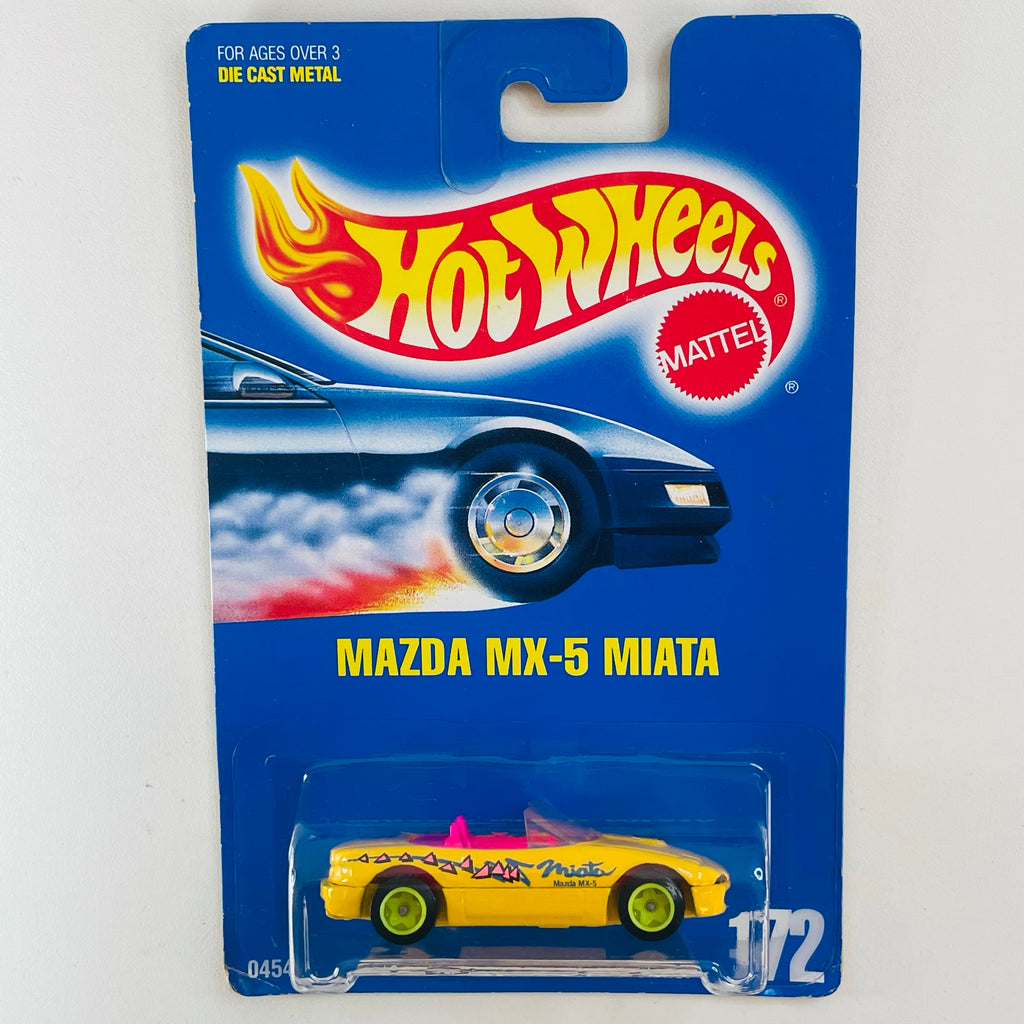 FOR AGES OVER 3
DIE CAST METAL
HOT WHEELS
®
MATTEL
®
MAZDA MX-5 MIATA
Miata
Mazda MX-5
172
0454